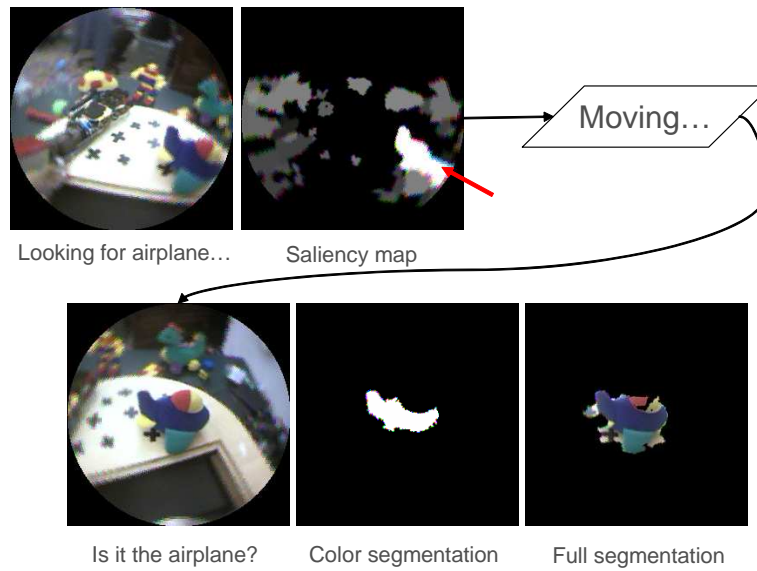 Moving…
Looking for airplane…
Saliency map
Is it the airplane?
Color segmentation
Full segmentation